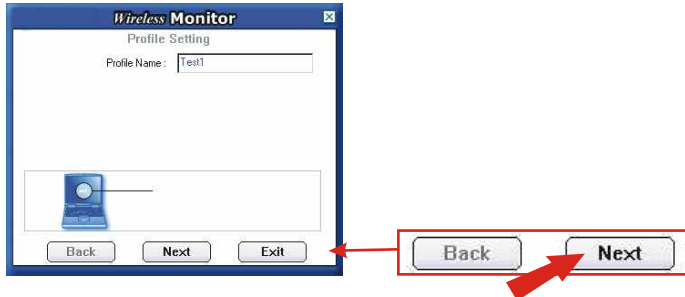 Wireless Monitor
Profile Setting
Profile Name : Test1
Back Next Exit
Back Next